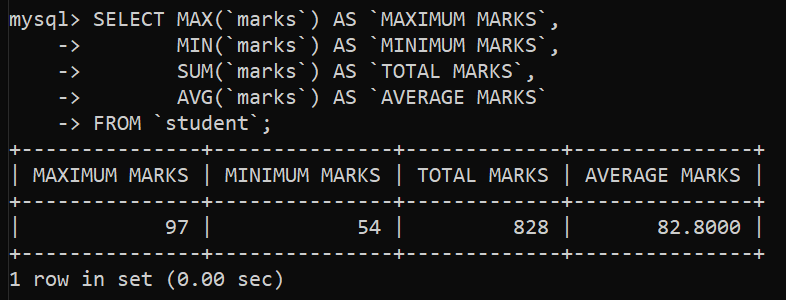 mysql> SELECT MAX(`marks`) AS `MAXIMUM MARKS`,
    ->        MIN(`marks`) AS `MINIMUM MARKS`,
    ->        SUM(`marks`) AS `TOTAL MARKS`,
    ->        AVG(`marks`) AS `AVERAGE MARKS`
    -> FROM `student`;
+---------------+---------------+-------------+---------------+
| MAXIMUM MARKS | MINIMUM MARKS | TOTAL MARKS | AVERAGE MARKS |
+---------------+---------------+-------------+---------------+
|            97 |            54 |         828 |       82.8000 |
+---------------+---------------+-------------+---------------+
1 row in set (0.00 sec)